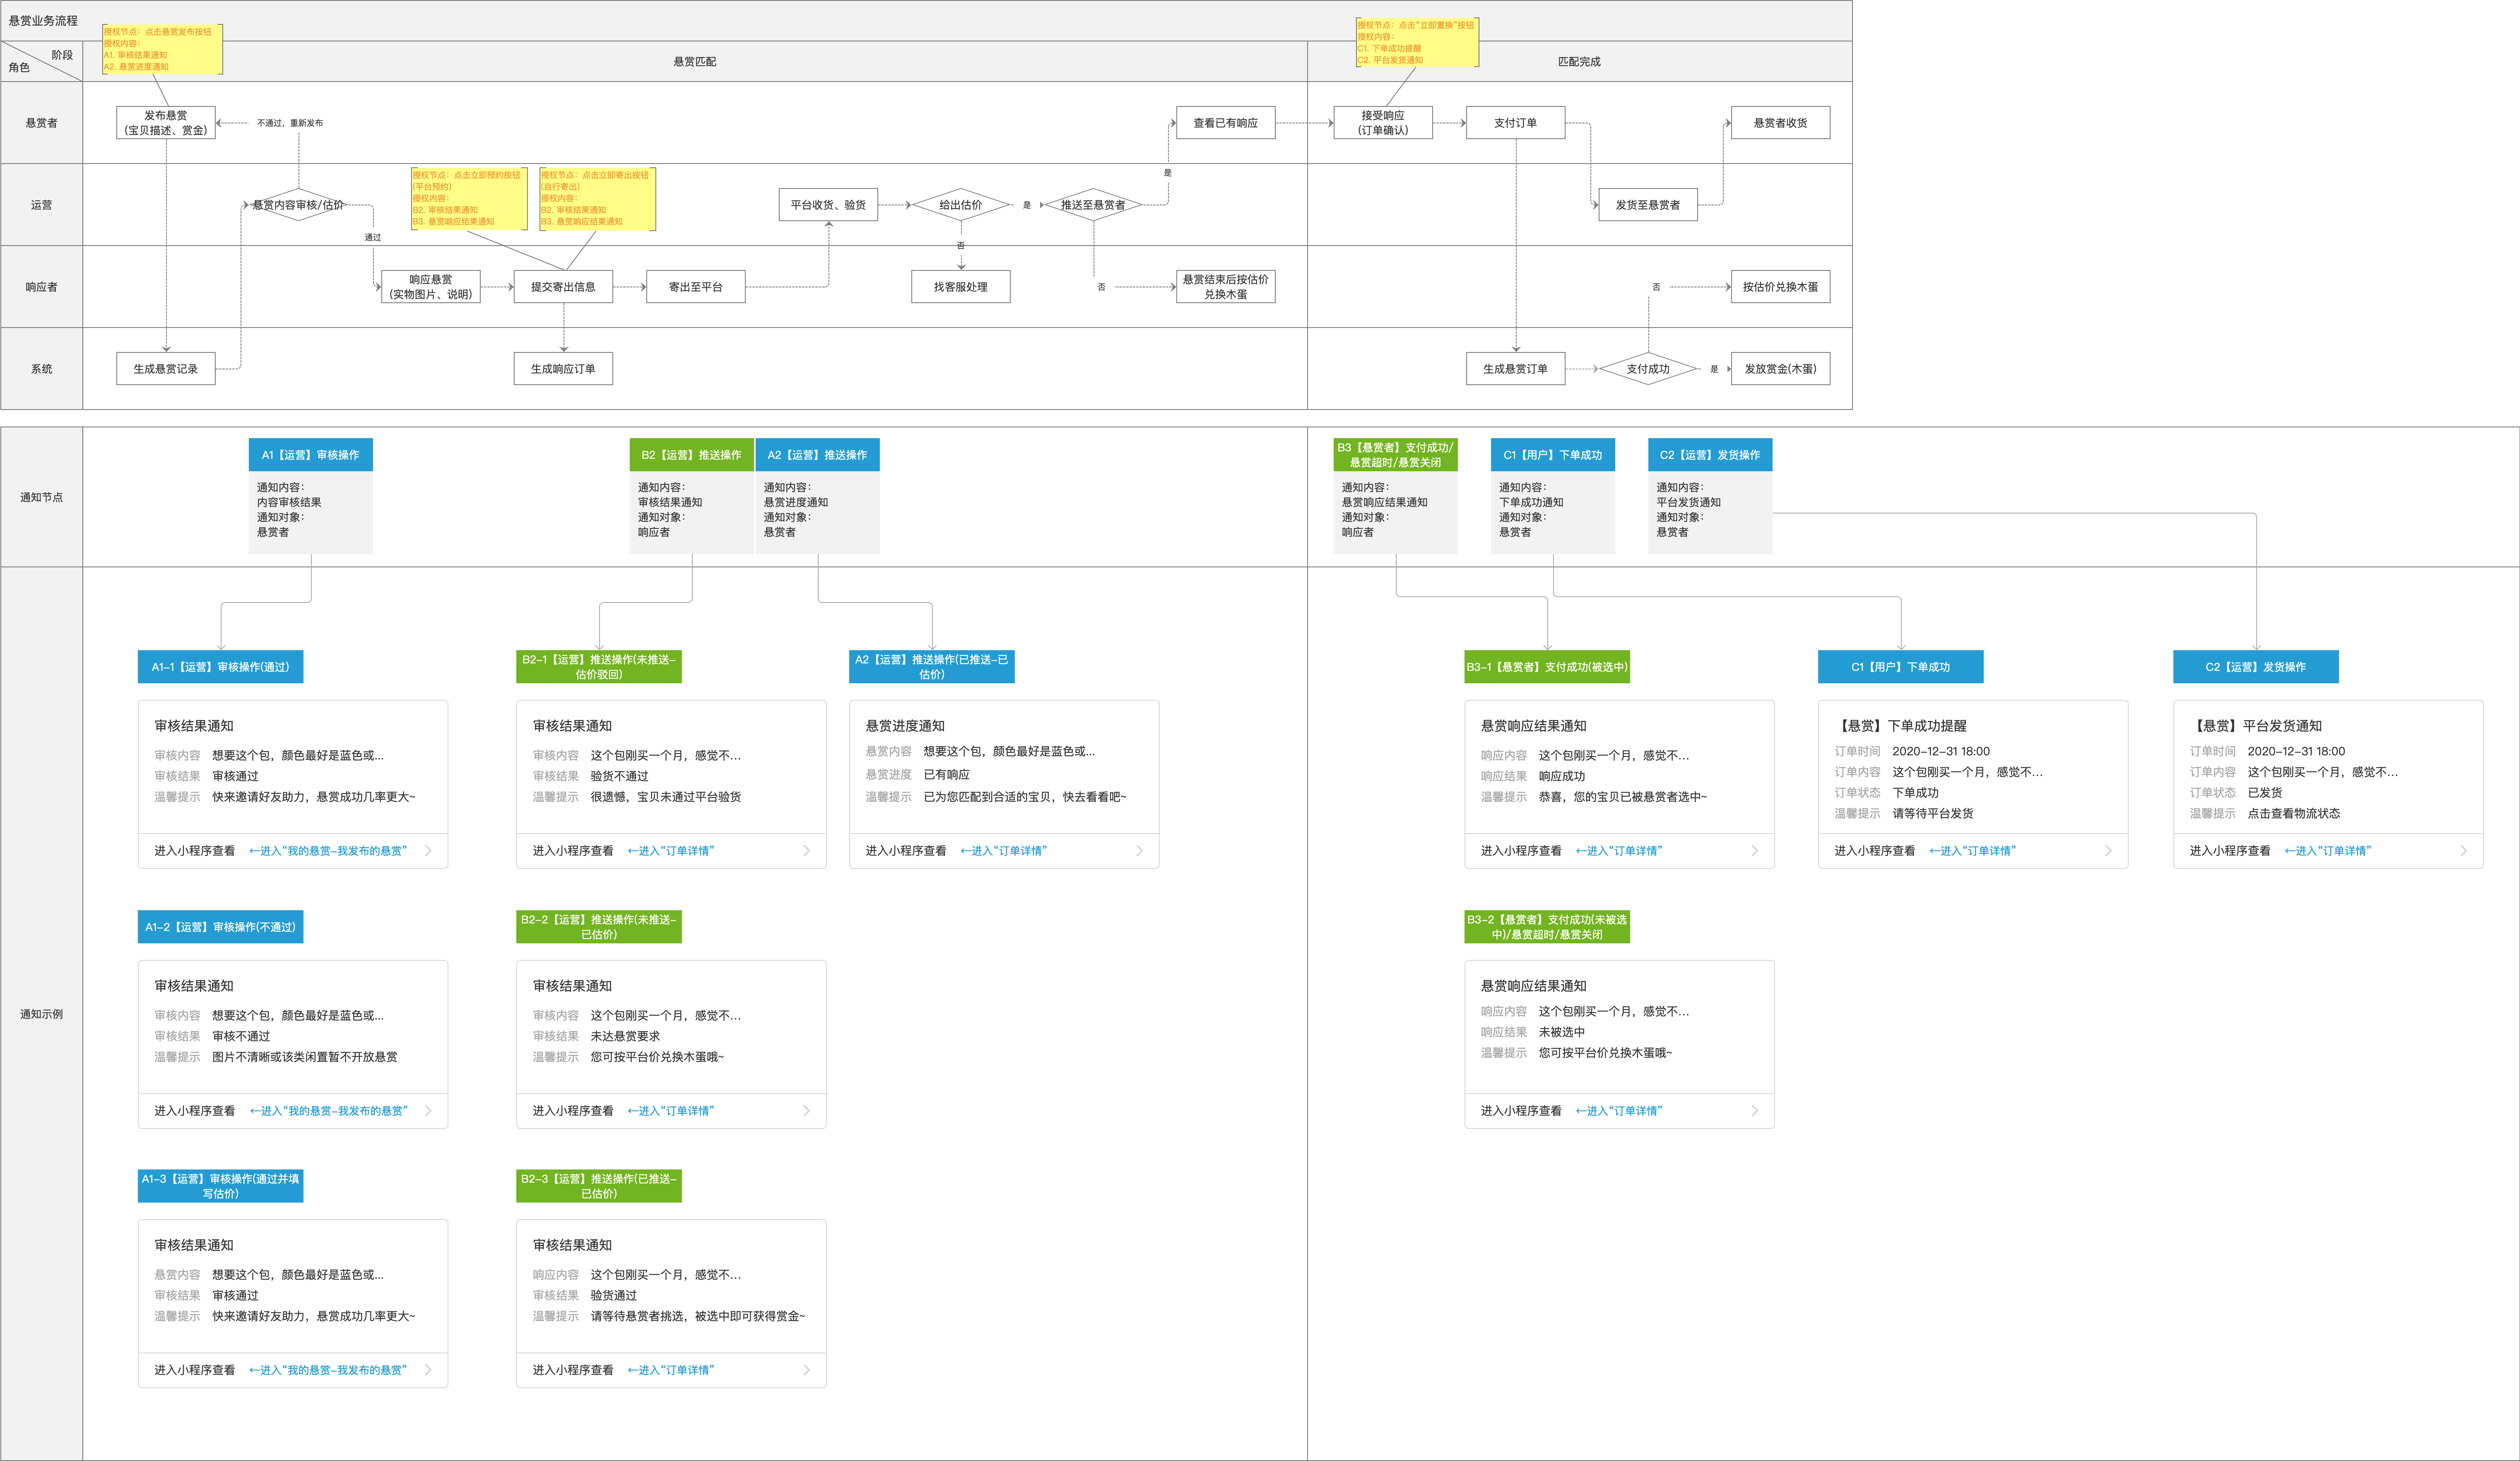 悬赏业务流程
阶段
角色
授权节点：点击悬赏发布按钮
授权内容：
A1. 审核结果通知
A2. 悬赏进度通知
悬赏匹配
授权节点：点击“立即置换”按钮
授权内容：
C1. 下单成功提醒
C2. 平台发货通知
匹配完成
悬赏者
发布悬赏
(宝贝描述、赏金)
不通过，重新发布
查看已有响应
接受响应
(订单确认)
支付订单
悬赏者收货
运营
悬赏内容审核/估价
通过
授权节点：点击立即预约按钮
(平台预约)
授权内容：
B2. 审核结果通知
B3. 悬赏响应结果通知
授权节点：点击立即寄出按钮
(自行寄出)
授权内容：
B2. 审核结果通知
B3. 悬赏响应结果通知
平台收货、验货
给出估价
是
推送至悬赏者
是
否
发货至悬赏者
响应者
响应悬赏
(实物图片、说明)
提交寄出信息
寄出至平台
找客服处理
否
悬赏结束后按估价
兑换木蛋
否
按估价兑换木蛋
系统
生成悬赏记录
生成响应订单
生成悬赏订单
支付成功
是
发放赏金(木蛋)
通知节点
A1【运营】审核操作
通知内容：
内容审核结果
通知对象：
悬赏者
B2【运营】推送操作
通知内容：
审核结果通知
通知对象：
响应者
A2【运营】推送操作
通知内容：
悬赏进度通知
通知对象：
悬赏者
B3【悬赏者】支付成功/
悬赏超时/悬赏关闭
通知内容：
悬赏响应结果通知
通知对象：
响应者
C1【用户】下单成功
通知内容：
下单成功通知
通知对象：
悬赏者
C2【运营】发货操作
通知内容：
平台发货通知
通知对象：
悬赏者
通知示例
A1-1【运营】审核操作(通过)
审核结果通知
审核内容 想要这个包，颜色最好是蓝色或...
审核结果 审核通过
温馨提示 快来邀请好友助力，悬赏成功几率更大~
进入小程序查看 ←进入“我的悬赏-我发布的悬赏”
B2-1【运营】推送操作(未推送-
估价驳回)
审核结果通知
审核内容 这个包刚买一个月，感觉不…
审核结果 验货不通过
温馨提示 很遗憾，宝贝未通过平台验货
进入小程序查看 ←进入“订单详情”
A2【运营】推送操作(已推送-已
估价)
悬赏进度通知
悬赏内容 想要这个包，颜色最好是蓝色或...
悬赏进度 已有响应
温馨提示 已为您匹配到合适的宝贝，快去看看吧~
进入小程序查看 ←进入“订单详情”
B3-1【悬赏者】支付成功(被选中)
悬赏响应结果通知
响应内容 这个包刚买一个月，感觉不…
响应结果 响应成功
温馨提示 恭喜，您的宝贝已被悬赏者选中~
进入小程序查看 ←进入“订单详情”
C1【用户】下单成功
【悬赏】下单成功提醒
订单时间 2020-12-31 18:00
订单内容 这个包刚买一个月，感觉不…
订单状态 下单成功
温馨提示 请等待平台发货
进入小程序查看 ←进入“订单详情”
C2【运营】发货操作
【悬赏】平台发货通知
订单时间 2020-12-31 18:00
订单内容 这个包刚买一个月，感觉不…
订单状态 已发货
温馨提示 点击查看物流状态
进入小程序查看 ←进入“订单详情”
A1-2【运营】审核操作(不通过)
审核结果通知
审核内容 想要这个包，颜色最好是蓝色或...
审核结果 审核不通过
温馨提示 图片不清晰或该类闲置暂不开放悬赏
进入小程序查看 ←进入“我的悬赏-我发布的悬赏”
B2-2【运营】推送操作(未推送-
已估价)
审核结果通知
审核内容 这个包刚买一个月，感觉不…
审核结果 未达悬赏要求
温馨提示 您可按平台价兑换木蛋哦~
进入小程序查看 ←进入“订单详情”
B3-2【悬赏者】支付成功(未被选
中)/悬赏超时/悬赏关闭
悬赏响应结果通知
响应内容 这个包刚买一个月，感觉不…
响应结果 未被选中
温馨提示 您可按平台价兑换木蛋哦~
进入小程序查看 ←进入“订单详情”
A1-3【运营】审核操作(通过并填
写估价)
审核结果通知
悬赏内容 想要这个包，颜色最好是蓝色或...
审核结果 审核通过
温馨提示 快来邀请好友助力，悬赏成功几率更大~
进入小程序查看 ←进入“我的悬赏-我发布的悬赏”
B2-3【运营】推送操作(已推送-
已估价)
审核结果通知
响应内容 这个包刚买一个月，感觉不…
审核结果 验货通过
温馨提示 请等待悬赏者挑选，被选中即可获得赏金~
进入小程序查看 ←进入“订单详情”